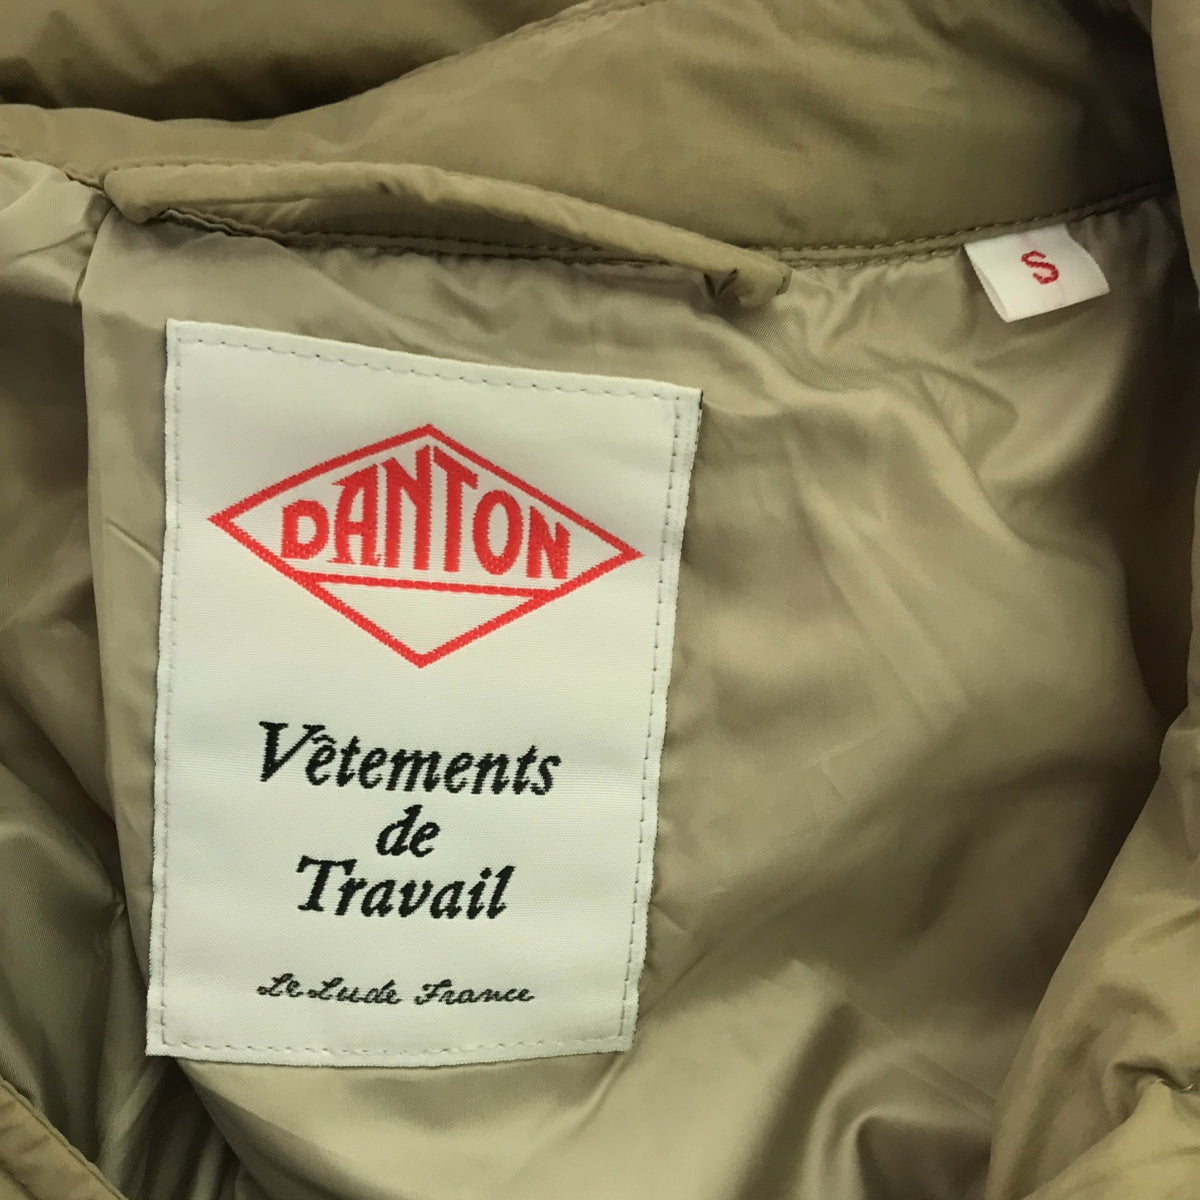 S
DANTON
Vêtements
de
Travail
Le Lude France